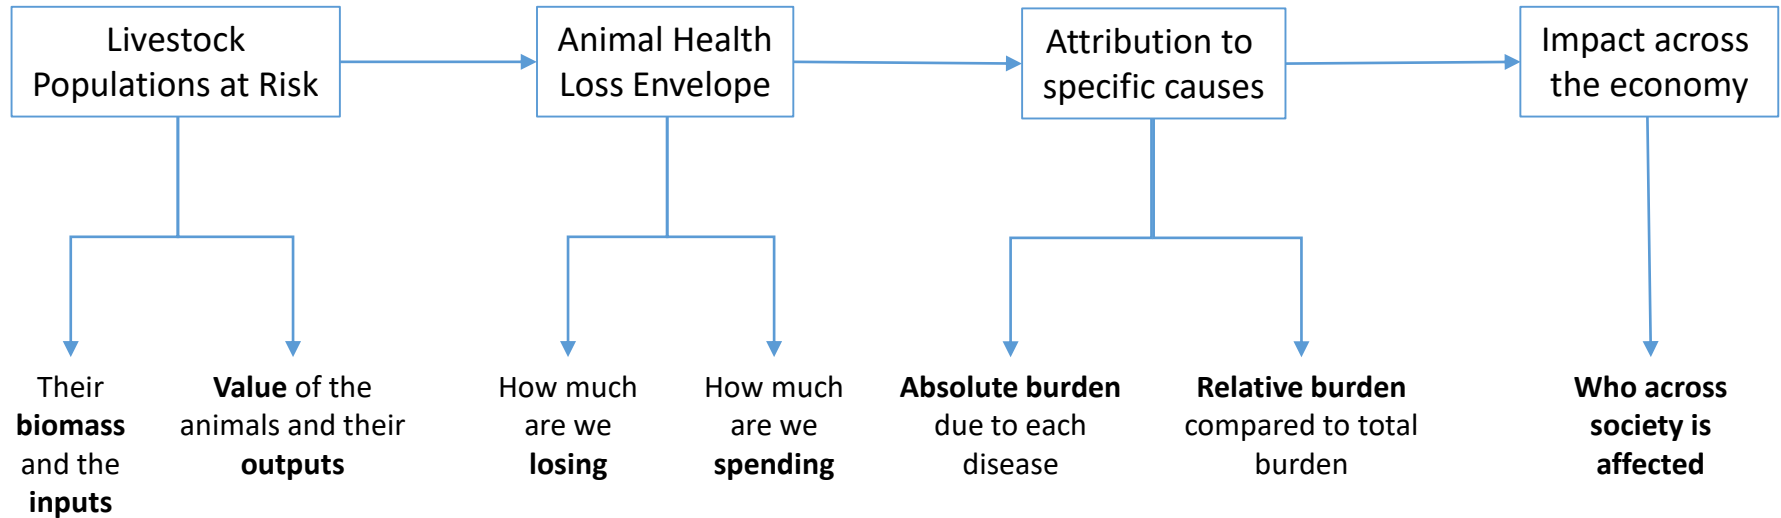 Livestock
Populations at Risk
Animal Health
Loss Envelope
Attribution to
specific causes
Impact across
the economy
Their
biomass
and the
inputs
Value of the
animals and their
outputs
How much
are we
losing
How much
are we
spending
Absolute burden
due to each
disease
Relative burden
compared to total
burden
Who across
society is
affected